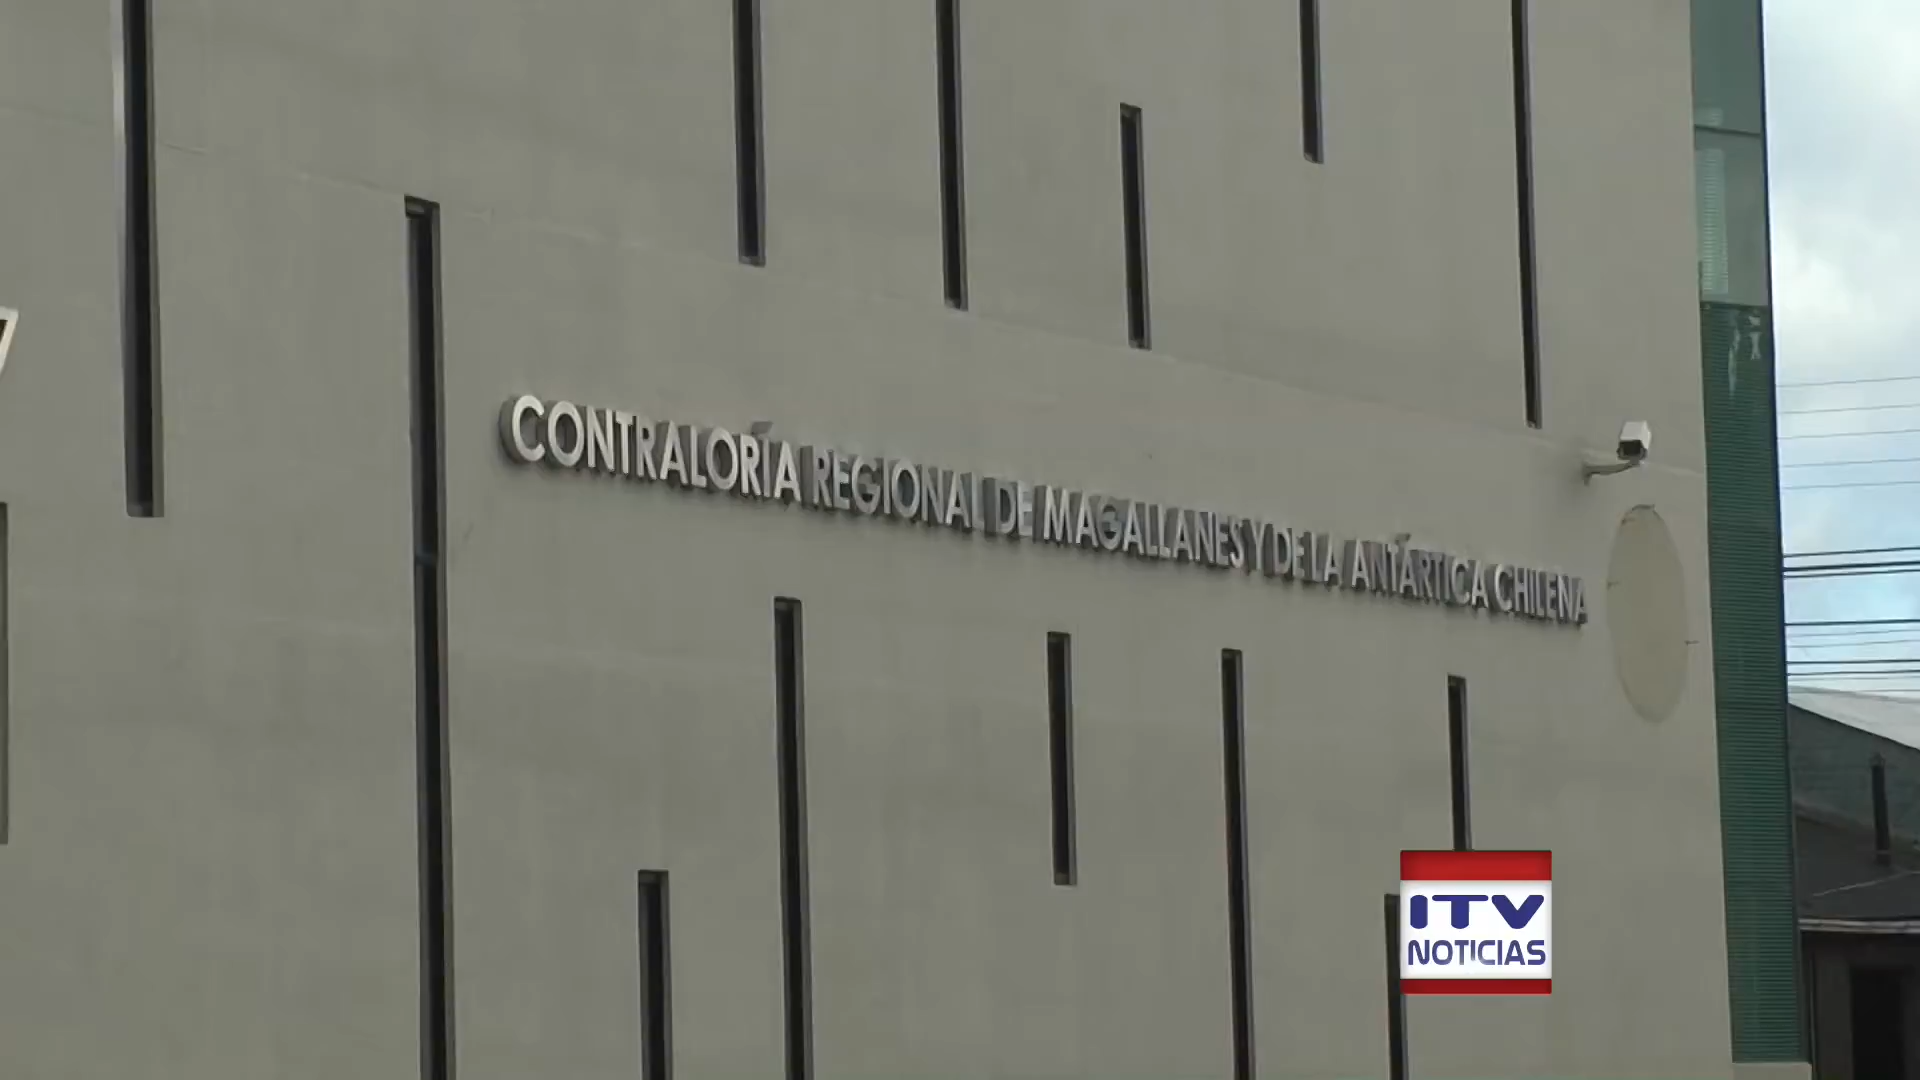 CONTRALORÍA REGIONAL DE MAGALLANES Y DE LA ANTÁRTICA CHILENA
ITV
NOTICIAS